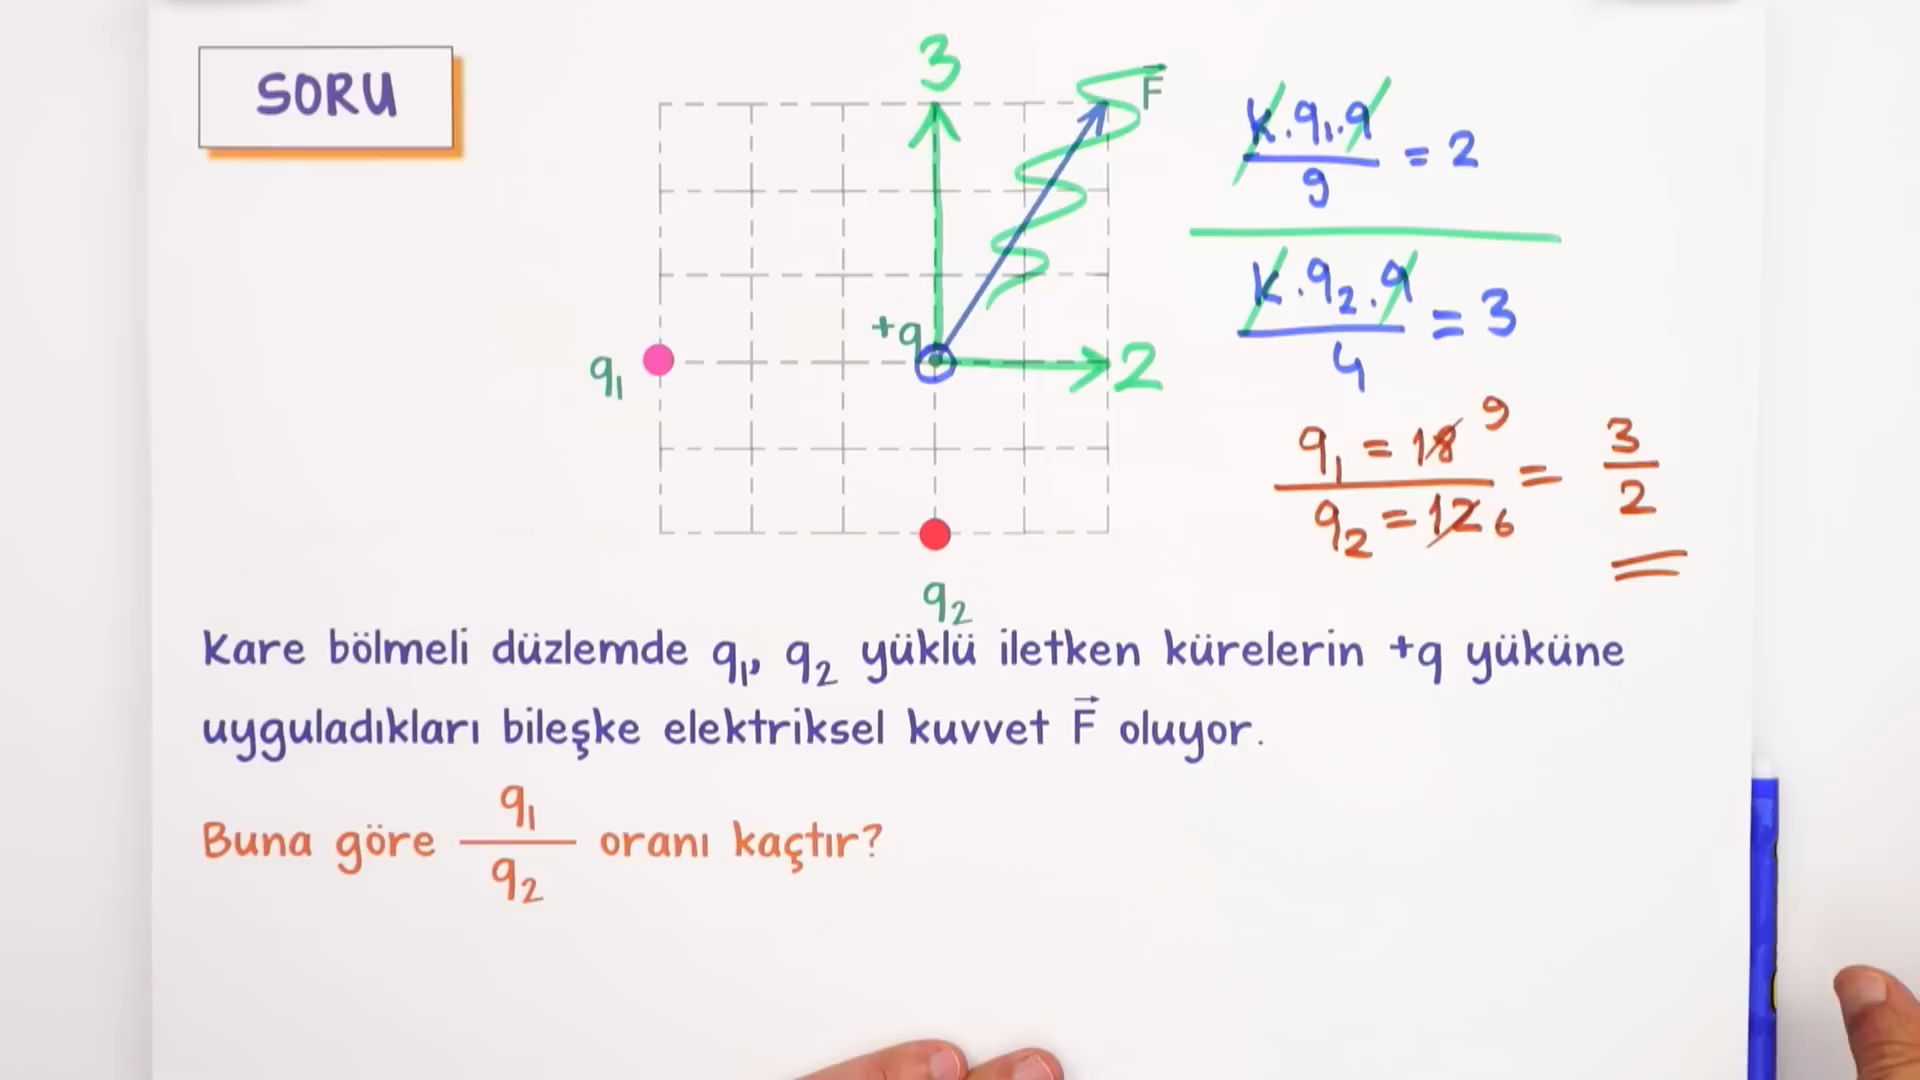 SORU
3
F
+q
2
q₁
q₂
k.q₁.q
9
= 2
k.q₂.q
4
= 3
q₁ = 18 9
q₂ = 12 6
=
3
2
Kare bölmeli düzlemde q₁, q₂ yüklü iletken kürelerin +q yüküne
uyguladıkları bileşke elektriksel kuvvet F oluyor.
Buna göre q₁ / q₂ oranı kaçtır?